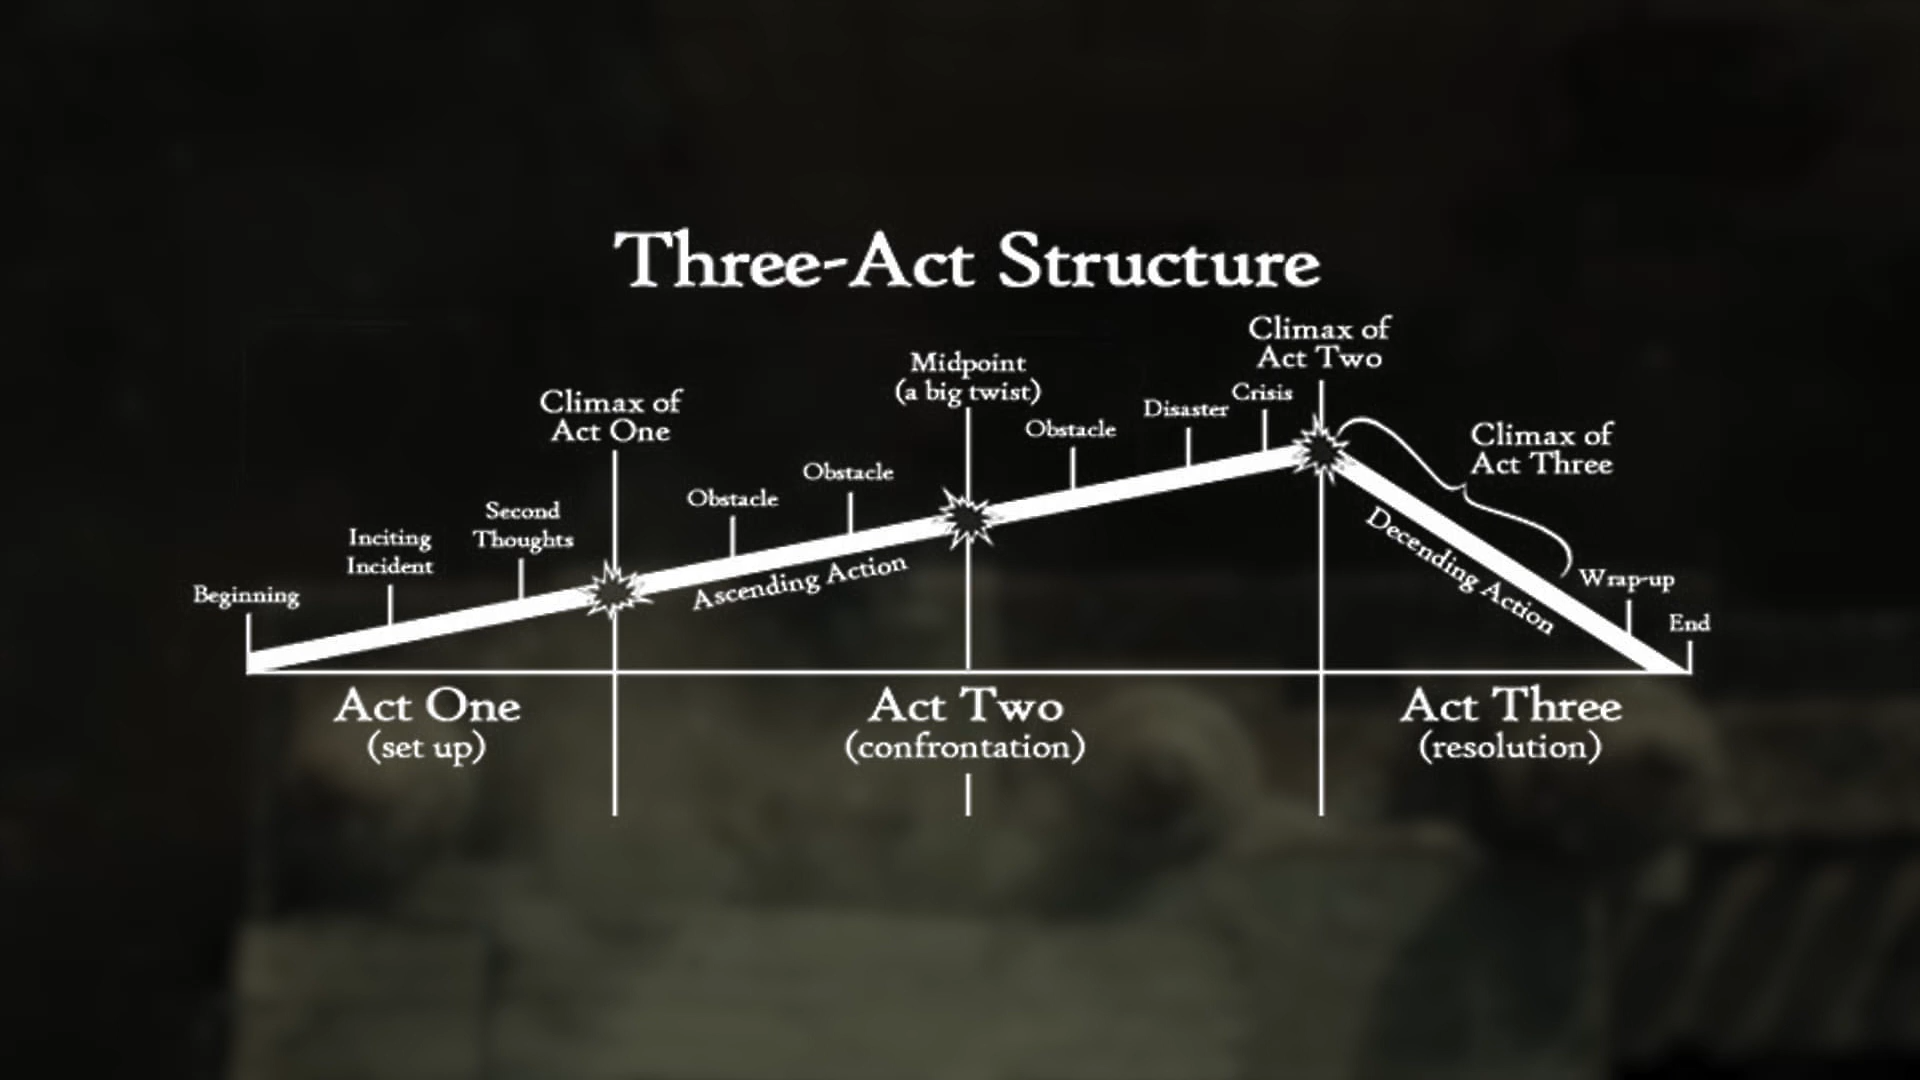 Three-Act Structure
Climax of
Act Two
Midpoint
(a big twist)
Crisis
Climax of
Act One
Disaster
Obstacle
Climax of
Act Three
Obstacle
Obstacle
Second
Thoughts
Inciting
Incident
Beginning
Ascending Action
Decending Action
Wrap-up
End
Act One
(set up)
Act Two
(confrontation)
Act Three
(resolution)